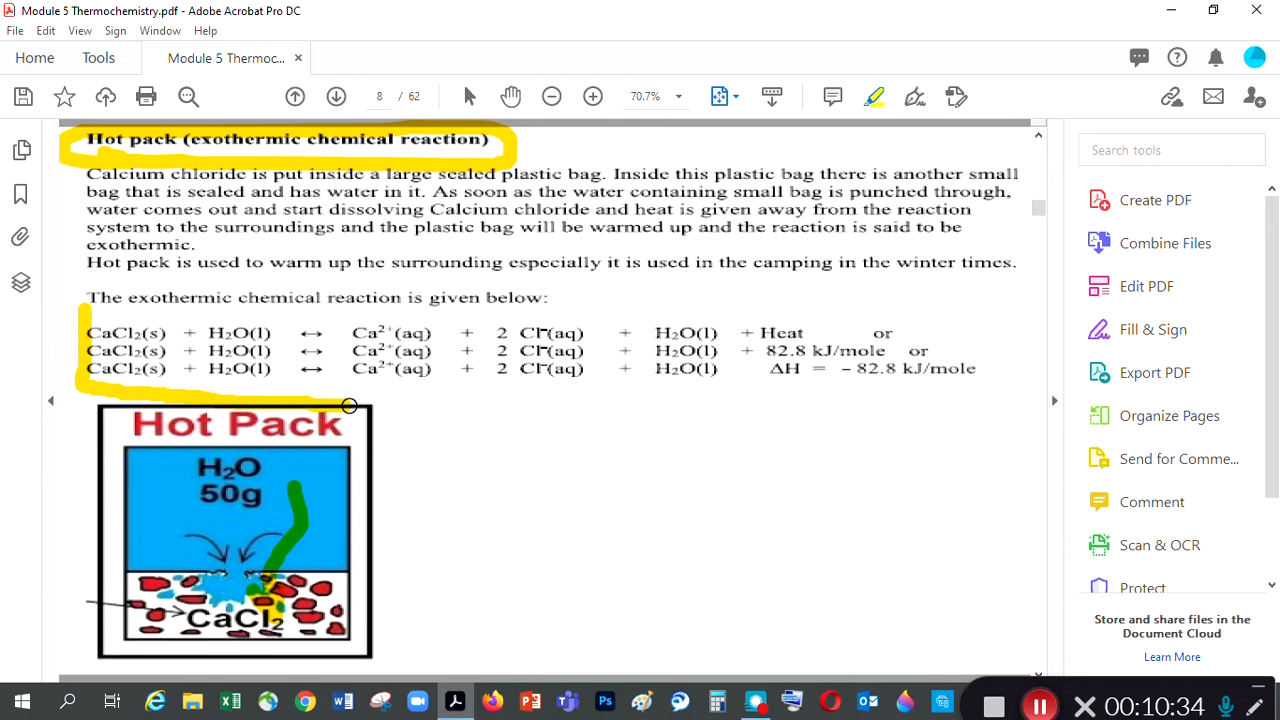 Module 5 Thermochemistry.pdf - Adobe Acrobat Pro DC
File Edit View Sign Window Help
Home Tools Module 5 Thermoc... ×
8 / 62 70.7%
Search tools
Hot pack (exothermic chemical reaction)
Calcium chloride is put inside a large sealed plastic bag. Inside this plastic bag there is another small
bag that is sealed and has water in it. As soon as the water containing small bag is punched through,
water comes out and start dissolving Calcium chloride and heat is given away from the reaction
system to the surroundings and the plastic bag will be warmed up and the reaction is said to be
exothermic.
Hot pack is used to warm up the surrounding especially it is used in the camping in the winter times.
The exothermic chemical reaction is given below:
CaCl₂(s) + H₂O(l) ↔ Ca²⁺(aq) + 2 Cl⁻(aq) + H₂O(l) + Heat or
CaCl₂(s) + H₂O(l) ↔ Ca²⁺(aq) + 2 Cl⁻(aq) + H₂O(l) + 82.8 kJ/mole or
CaCl₂(s) + H₂O(l) ↔ Ca²⁺(aq) + 2 Cl⁻(aq) + H₂O(l) ΔH = - 82.8 kJ/mole
Hot Pack
H₂O
50g
CaCl₂
Create PDF
Combine Files
Edit PDF
Fill & Sign
Export PDF
Organize Pages
Send for Comme...
Comment
Scan & OCR
Protect
Store and share files in the
Document Cloud
Learn More
00:10:34